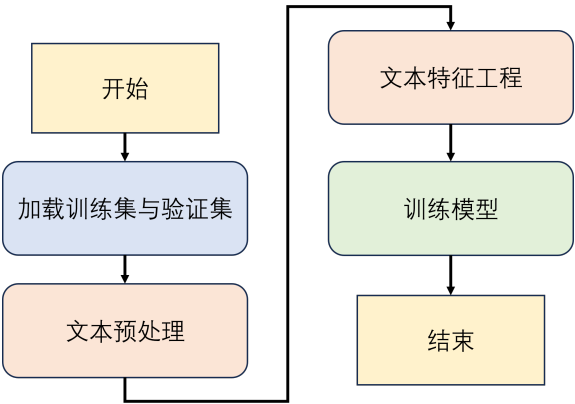 开始
加载训练集与验证集
文本预处理
文本特征工程
训练模型
结束